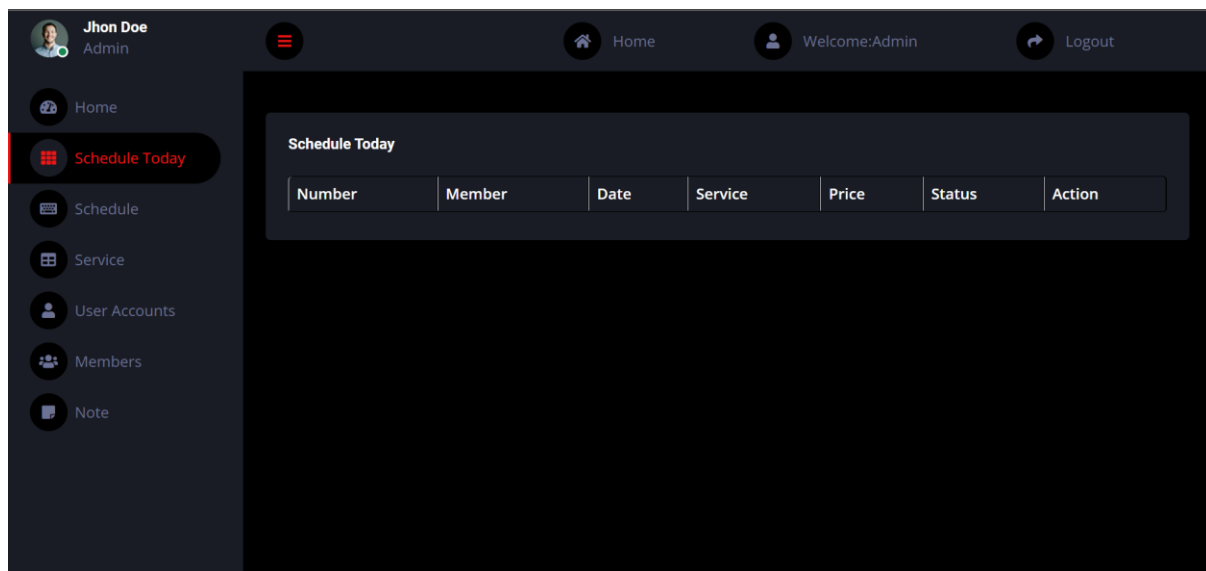 Jhon Doe
Admin
Home
Welcome:Admin
Logout
Home
Schedule Today
Schedule
Service
User Accounts
Members
Note
Schedule Today
Number Member Date Service Price Status Action